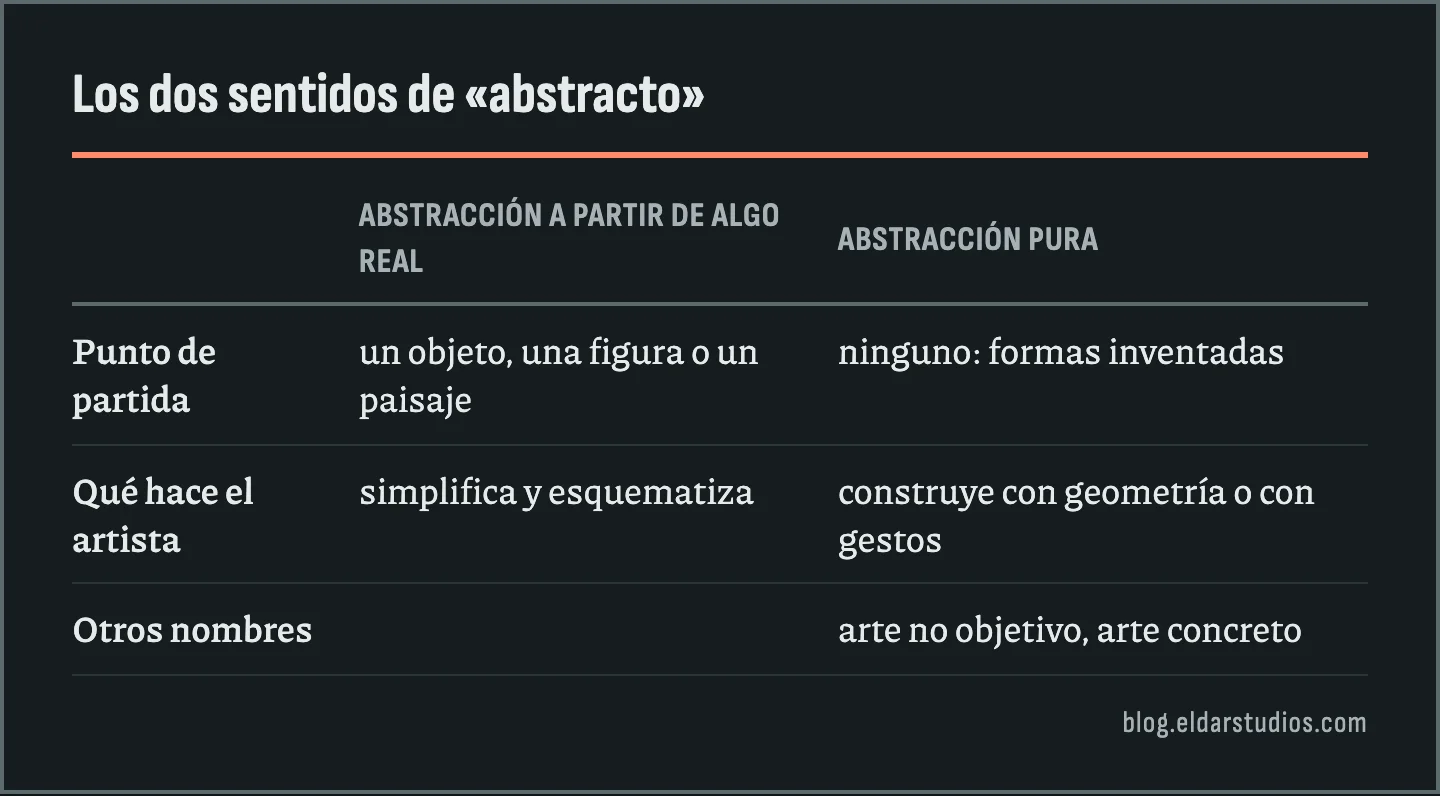 Los dos sentidos de «abstracto»
ABSTRACCIÓN A PARTIR DE ALGO
REAL
ABSTRACCIÓN PURA
Punto de
partida
un objeto, una figura o un
paisaje
ninguno: formas inventadas
Qué hace el
artista
simplifica y esquematiza
construye con geometría o con
gestos
Otros nombres
arte no objetivo, arte concreto
blog.eldarstudios.com